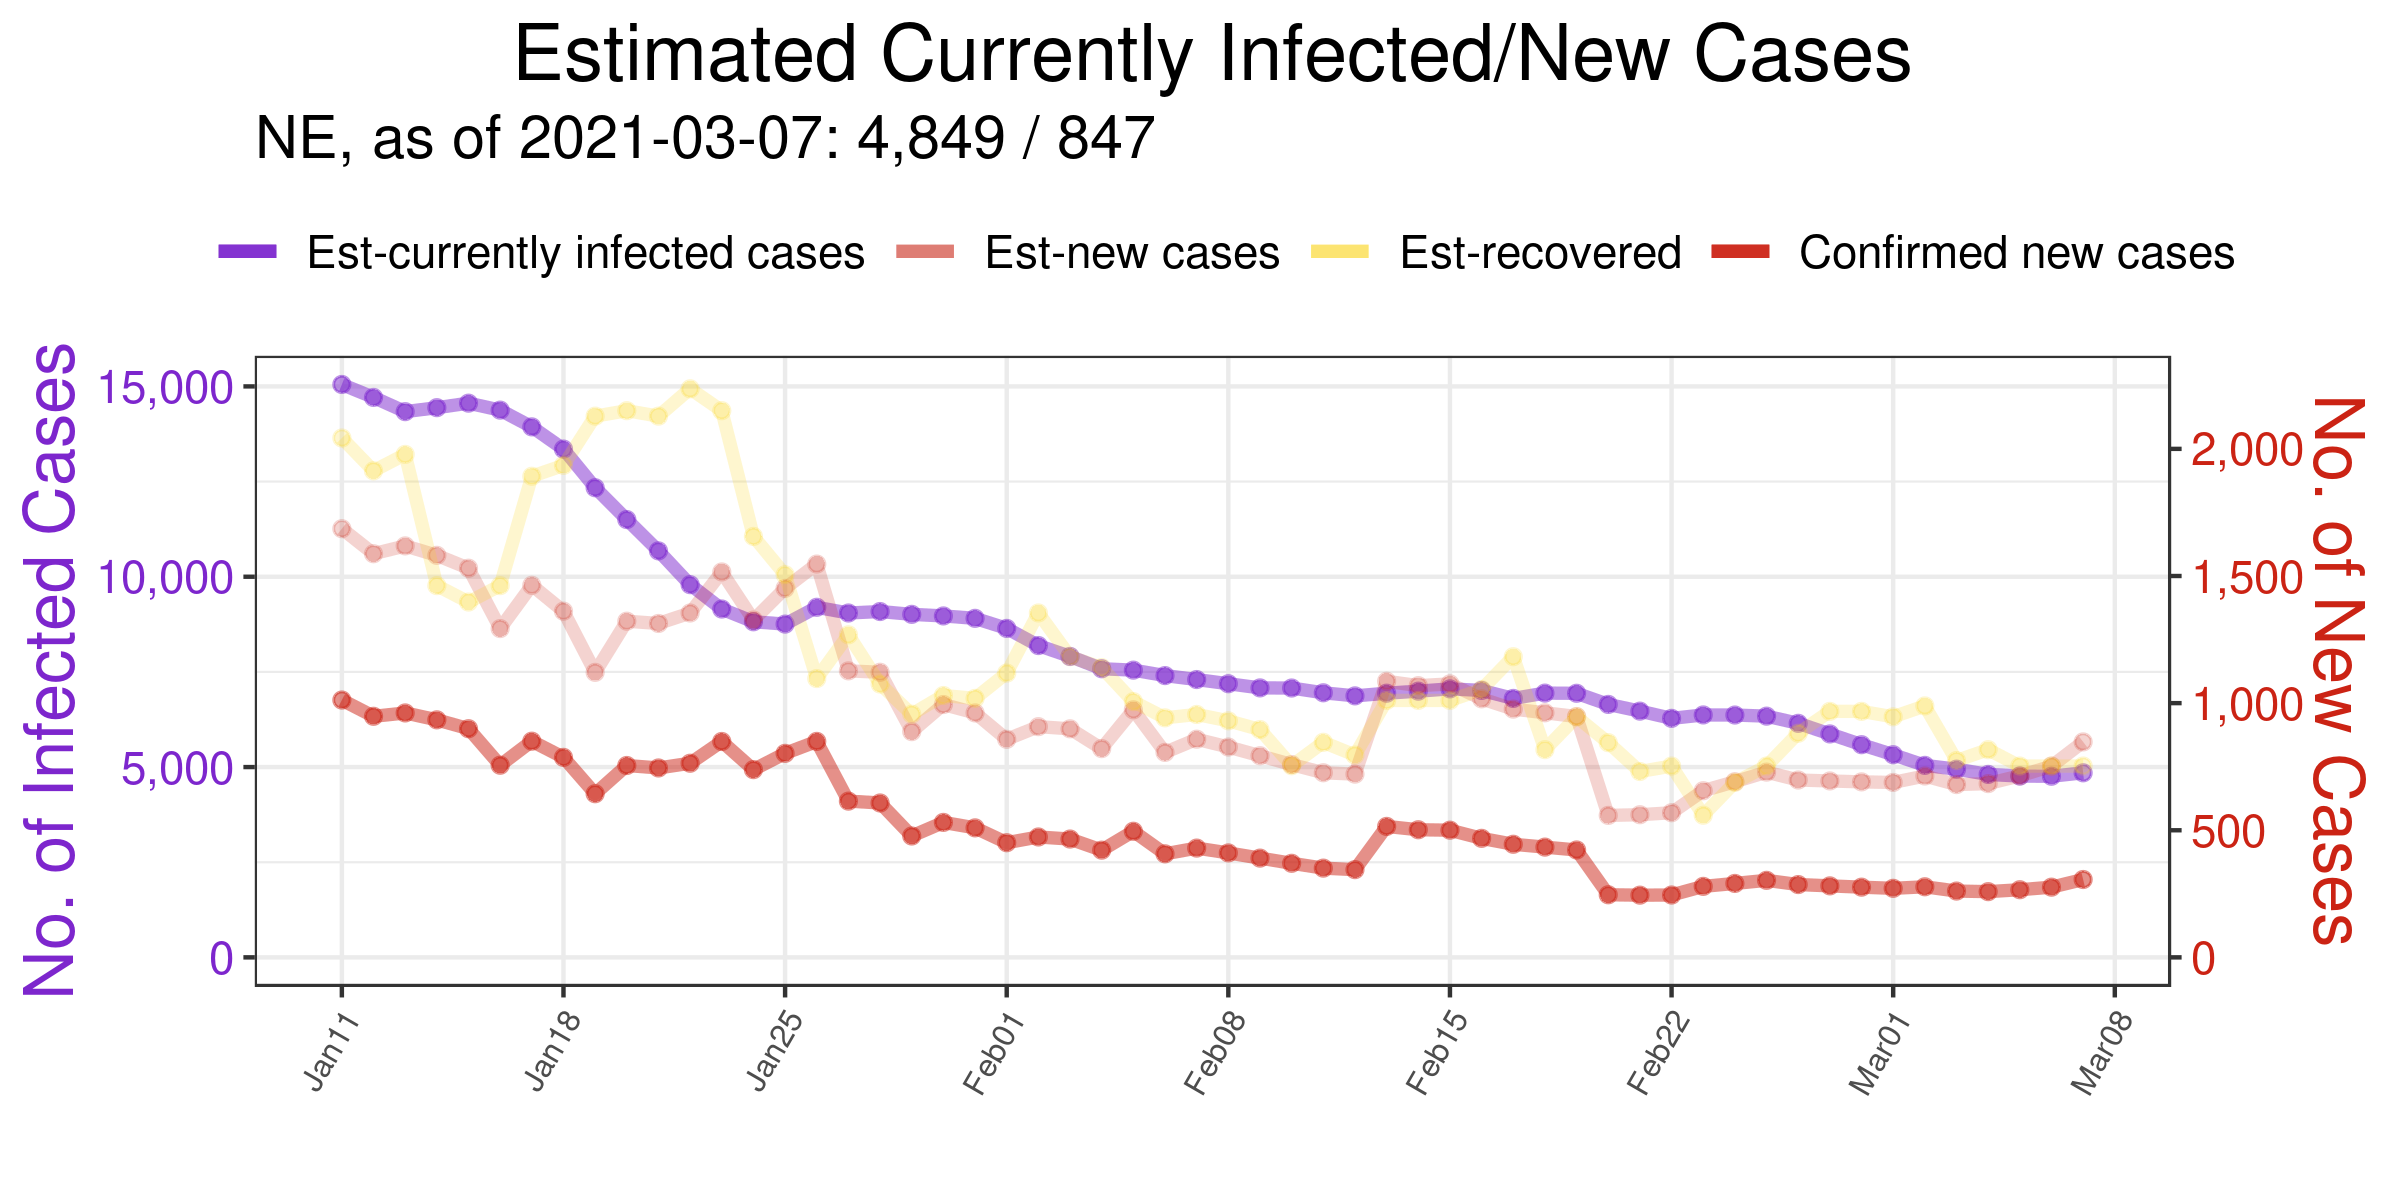 Estimated Currently Infected/New Cases
NE, as of 2021-03-07: 4,849 / 847
Est-currently infected cases
Est-new cases
Est-recovered
Confirmed new cases
No. of Infected Cases
15,000
10,000
5,000
0
2,000
1,500
1,000
500
0
No. of New Cases
Jan11
Jan18
Jan25
Feb01
Feb08
Feb15
Feb22
Mar01
Mar08